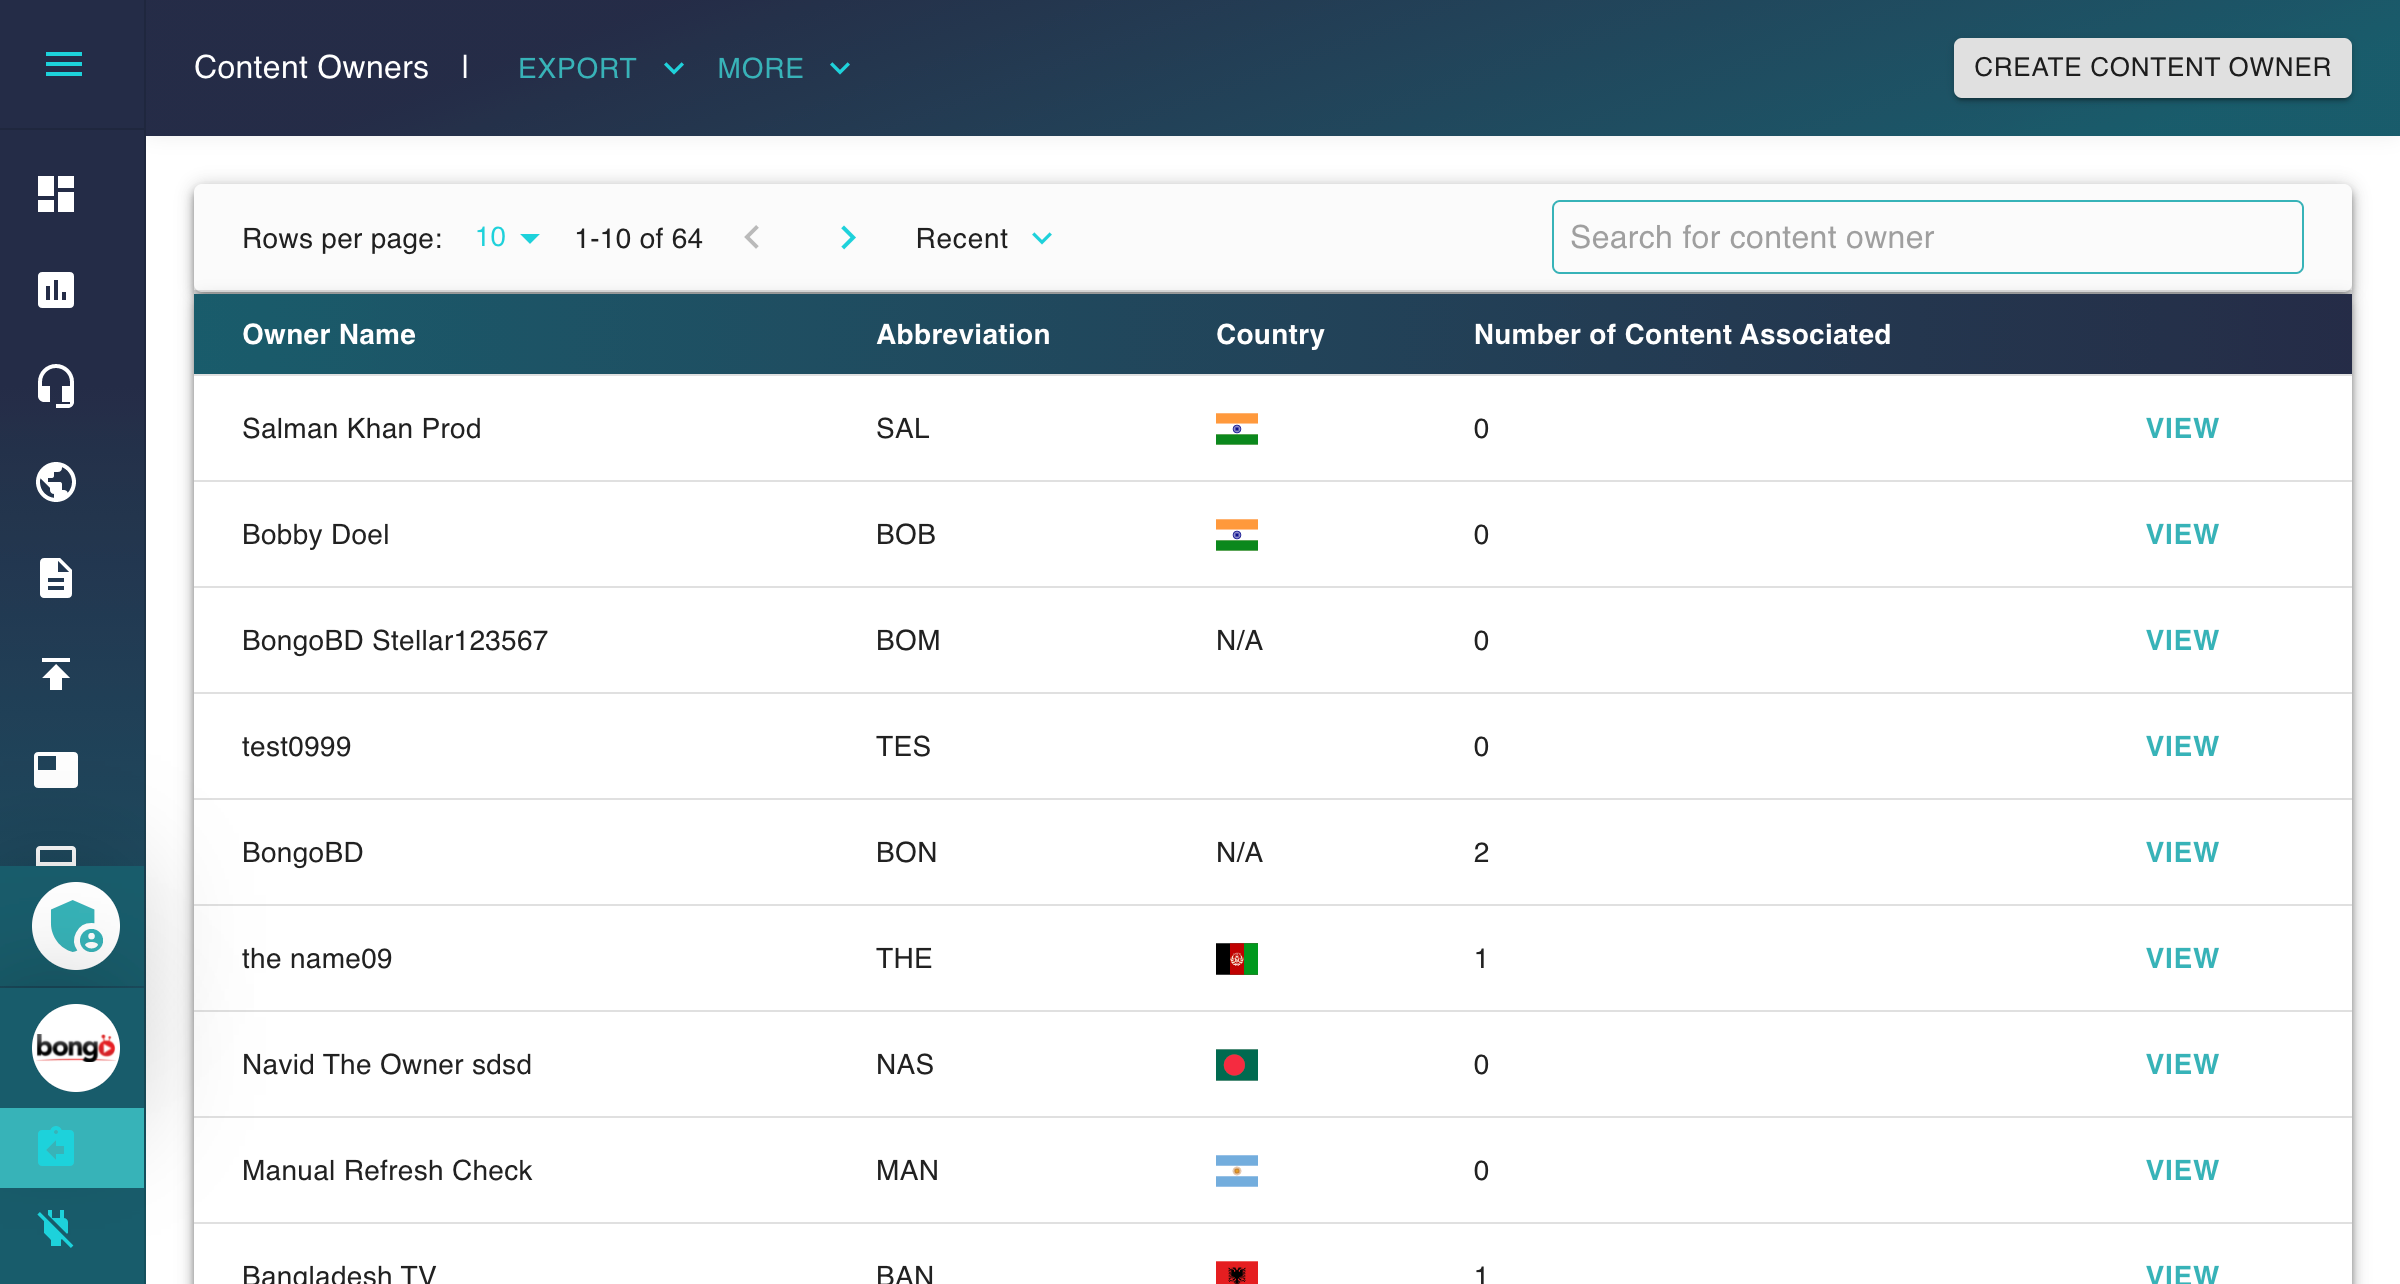 Content Owners | EXPORT MORE CREATE CONTENT OWNER
Rows per page: 10 1-10 of 64 Recent Search for content owner
Owner Name Abbreviation Country Number of Content Associated
Salman Khan Prod SAL 0 VIEW
Bobby Doel BOB 0 VIEW
BongoBD Stellar123567 BOM N/A 0 VIEW
test0999 TES 0 VIEW
BongoBD BON N/A 2 VIEW
the name09 THE 1 VIEW
bongo
Navid The Owner sdsd NAS 0 VIEW
Manual Refresh Check MAN 0 VIEW
Bangladesh TV BAN 1 VIEW